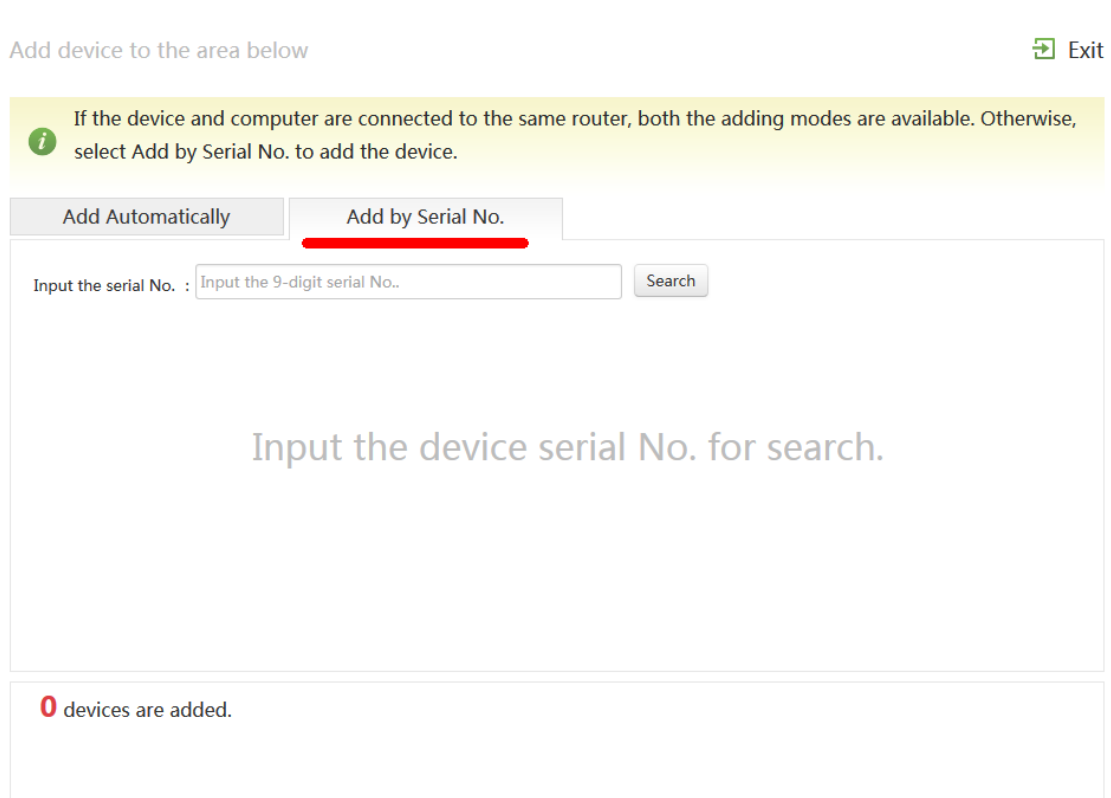 Add device to the area below
Exit
If the device and computer are connected to the same router, both the adding modes are available. Otherwise,
select Add by Serial No. to add the device.
Add Automatically
Add by Serial No.
Input the serial No. :
Input the 9-digit serial No..
Search
Input the device serial No. for search.
0 devices are added.